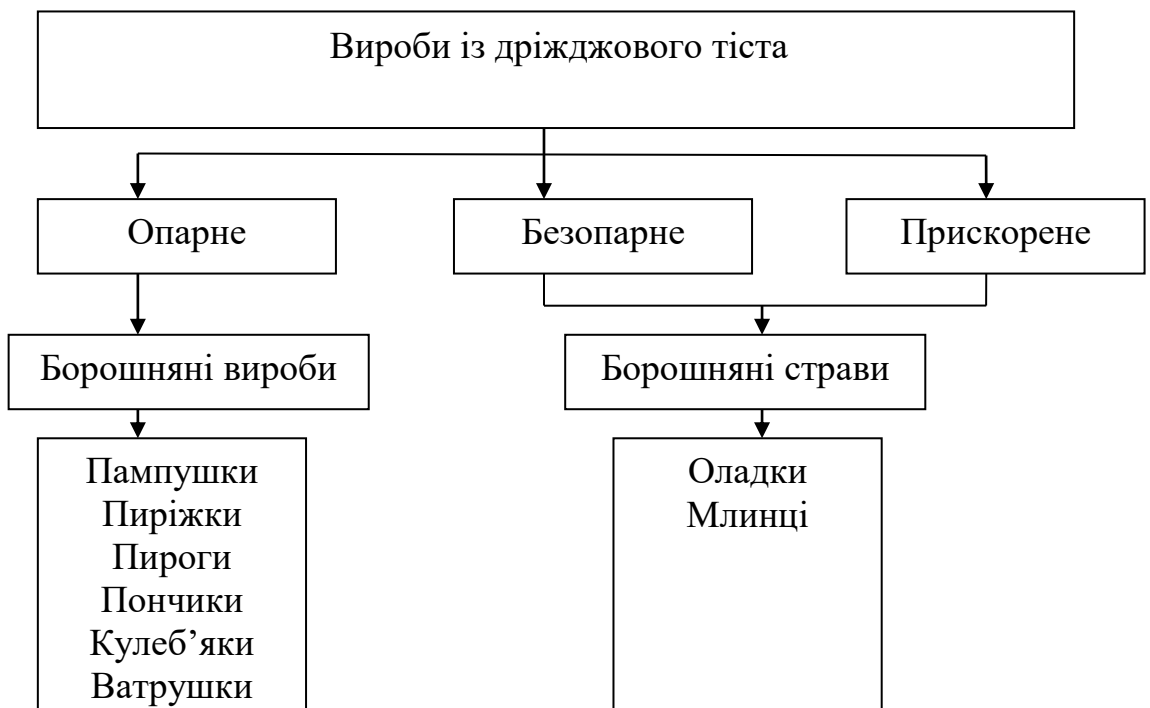 Вироби із дріжджового тіста
Опарне
Безопарне
Прискорене
Борошняні вироби
Борошняні страви
Пампушки
Пиріжки
Пироги
Пончики
Кулеб’яки
Ватрушки
Оладки
Млинці